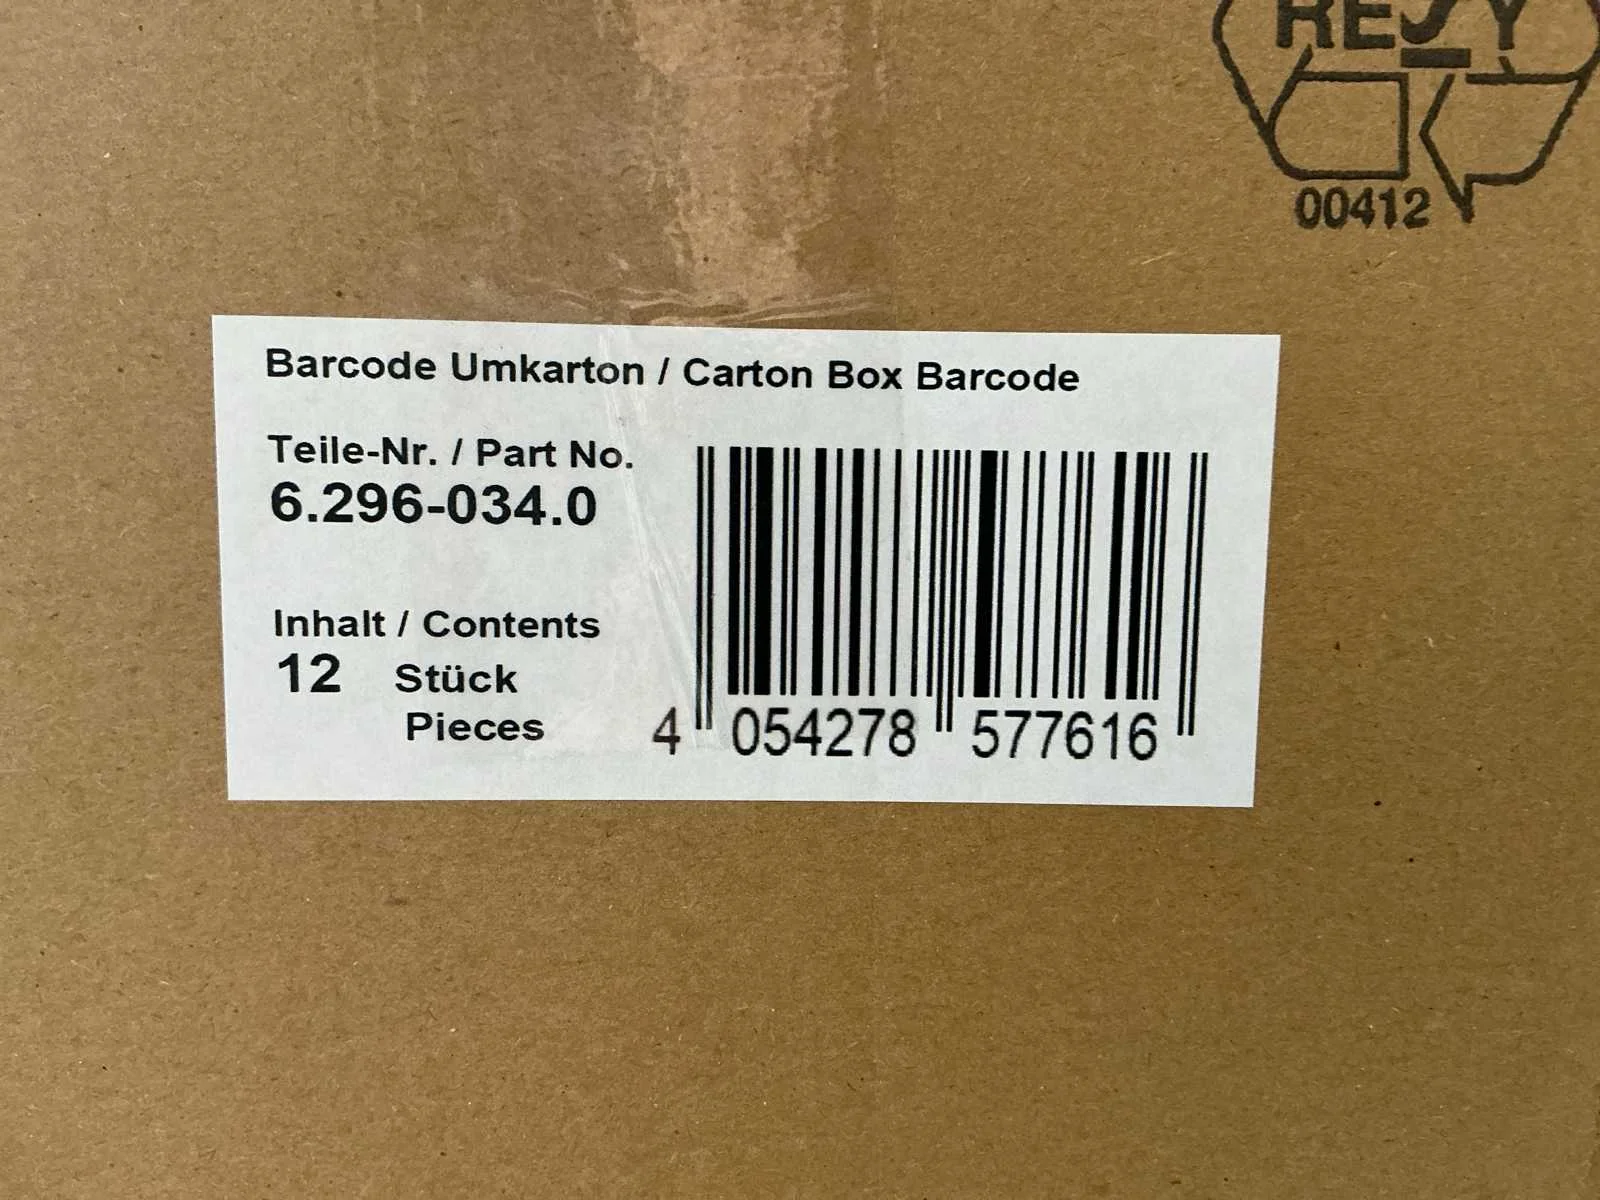 RESY
00412
Barcode Umkarton / Carton Box Barcode
Teile-Nr. / Part No.
6.296-034.0
Inhalt / Contents
12 Stück
Pieces
4 054278 577616